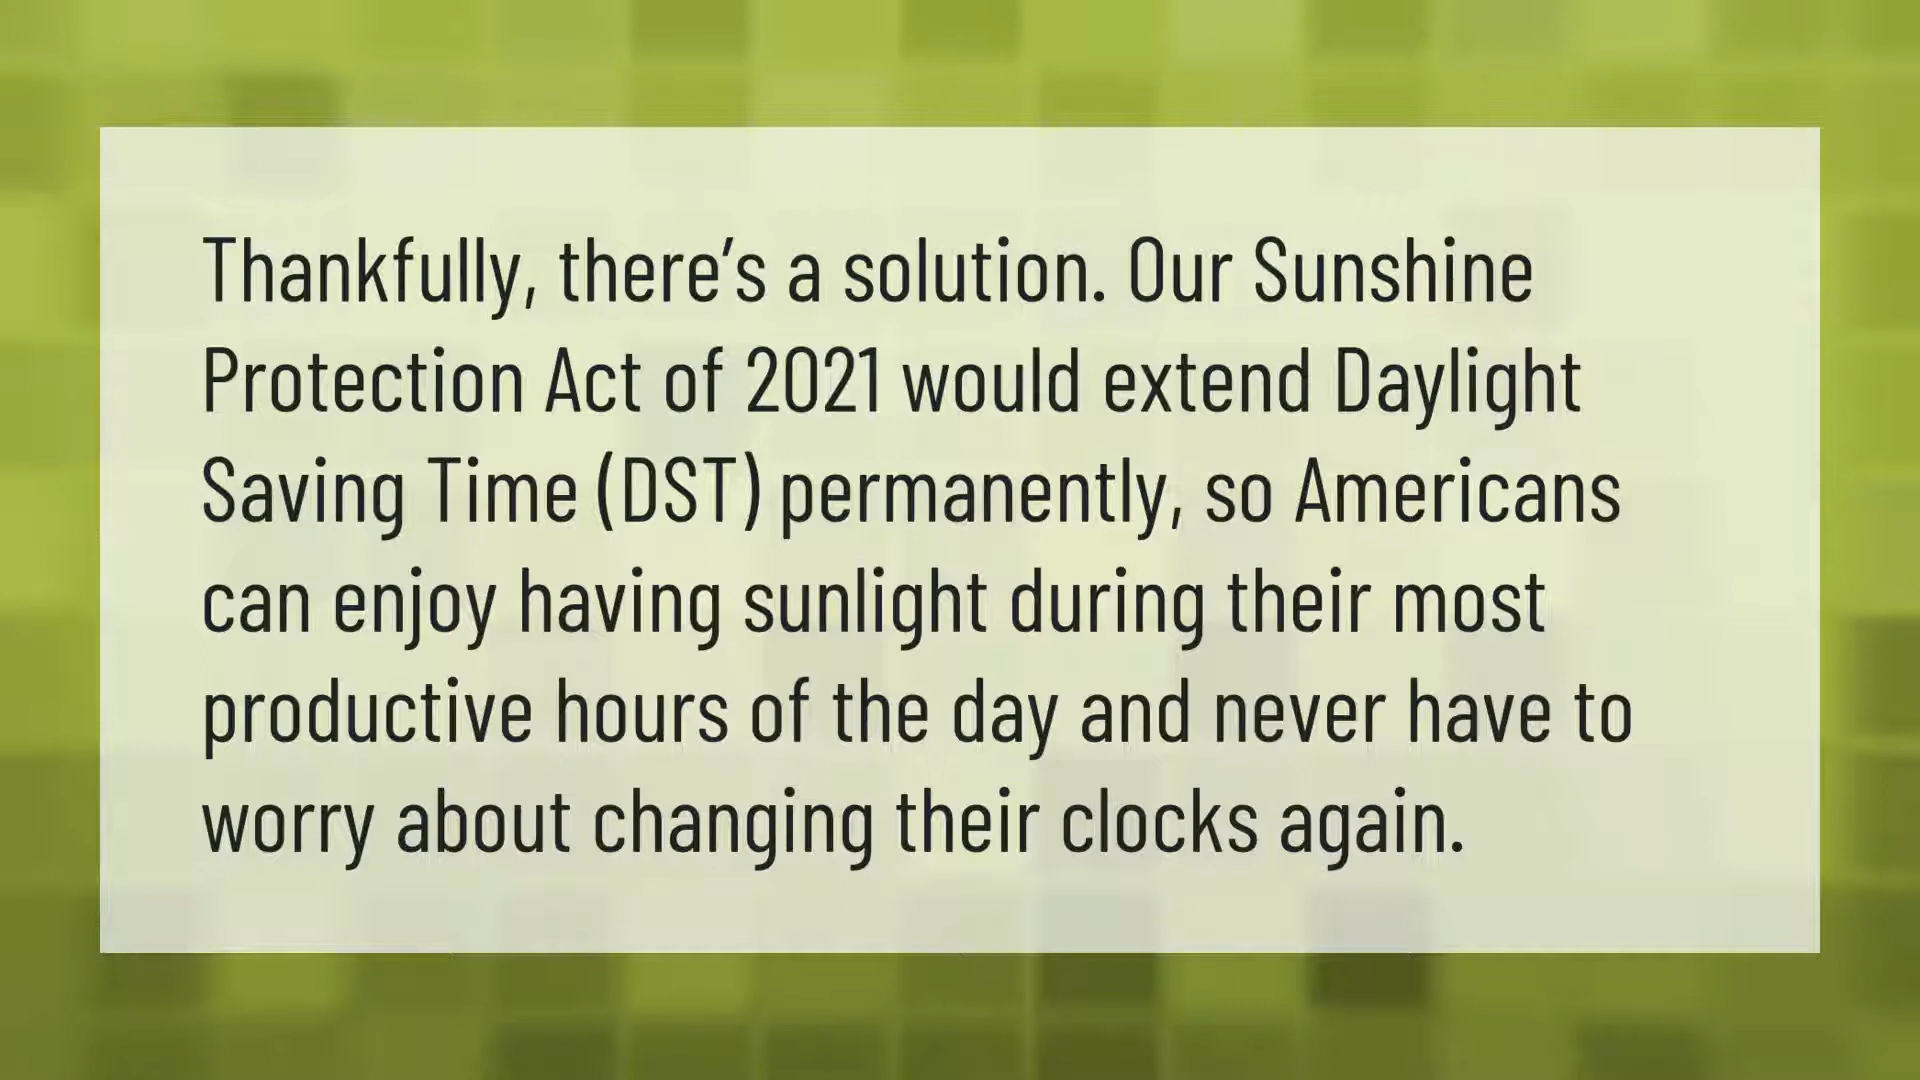 Thankfully, there’s a solution. Our Sunshine
Protection Act of 2021 would extend Daylight
Saving Time (DST) permanently, so Americans
can enjoy having sunlight during their most
productive hours of the day and never have to
worry about changing their clocks again.